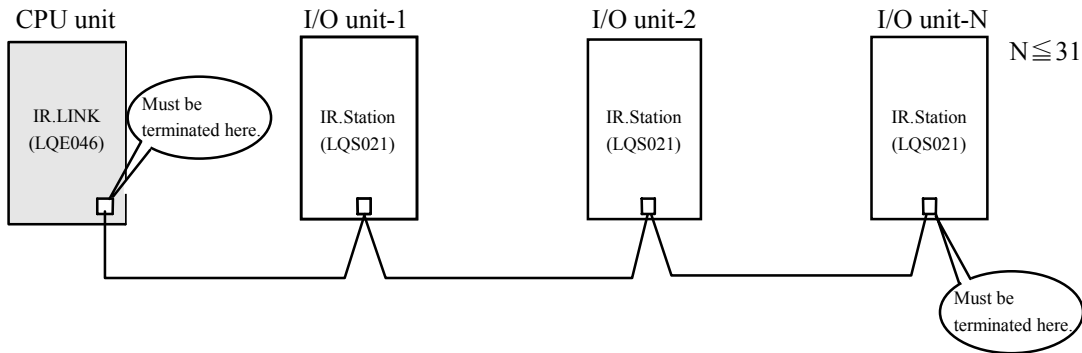 CPU unit
I/O unit-1
I/O unit-2
I/O unit-N
N≦31
IR.LINK
(LQE046)
Must be
terminated here.
IR.Station
(LQS021)
IR.Station
(LQS021)
IR.Station
(LQS021)
Must be
terminated here.